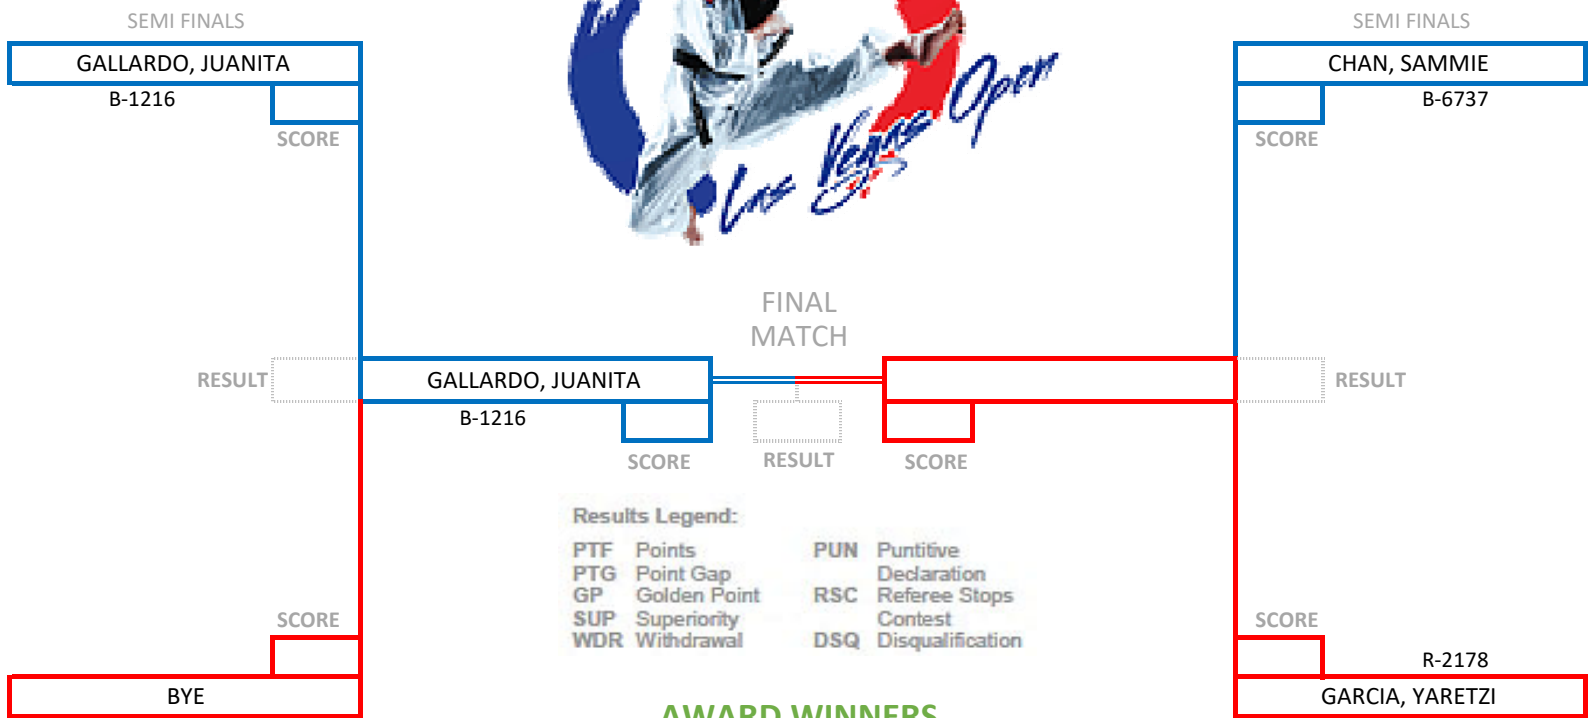 SEMI FINALS
SEMI FINALS
GALLARDO, JUANITA
CHAN, SAMMIE
B-1216
B-6737
SCORE
SCORE
Las Vegas Open
FINAL
MATCH
RESULT
GALLARDO, JUANITA
RESULT
B-1216
SCORE
RESULT
SCORE
Results Legend:
PTF Points
PTG Point Gap
GP Golden Point
SUP Superiority
WDR Withdrawal
PUN Puntitive
Declaration
RSC Referee Stops
Contest
DSQ Disqualification
SCORE
SCORE
R-2178
BYE
GARCIA, YARETZI
AWARD WINNERS